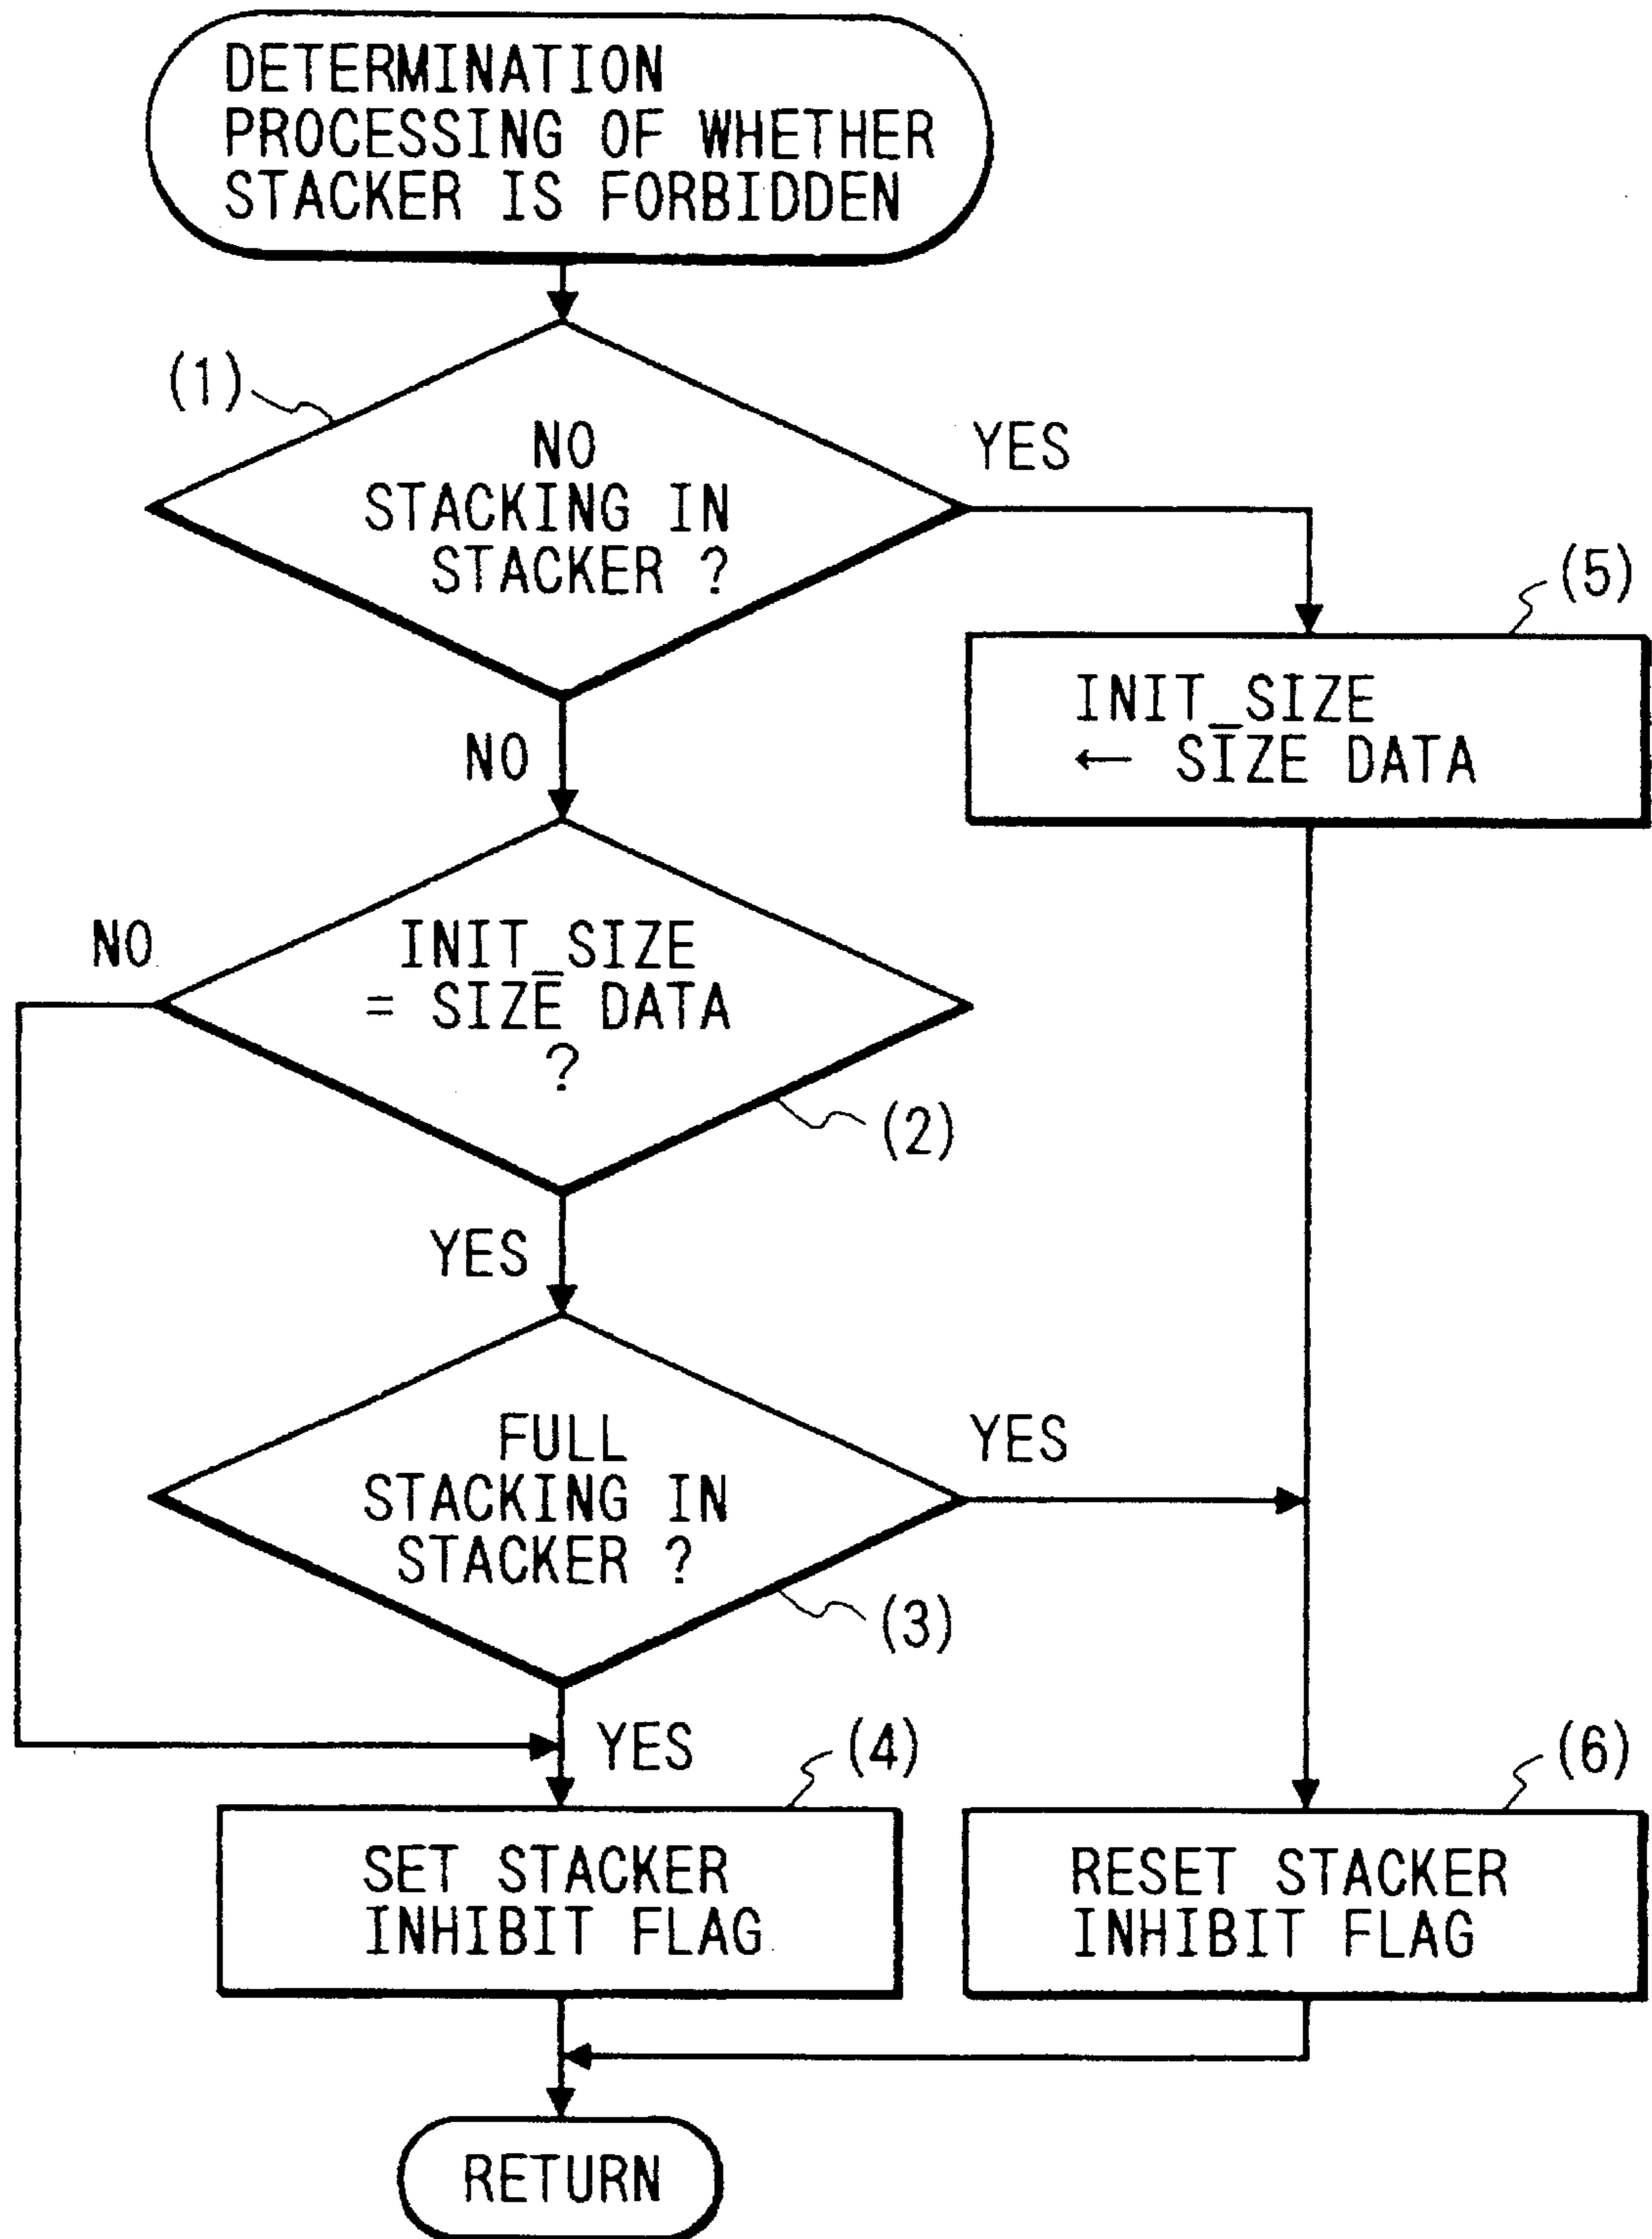 DETERMINATION
PROCESSING OF WHETHER
STACKER IS FORBIDDEN
(1)
NO
STACKING IN
STACKER ?
YES
(5)
INIT_SIZE
← SIZE DATA
NO
NO
INIT_SIZE
= SIZE DATA
?
(2)
YES
FULL
STACKING IN
STACKER ?
YES
(3)
YES
(4)
(6)
SET STACKER
INHIBIT FLAG
RESET STACKER
INHIBIT FLAG
RETURN